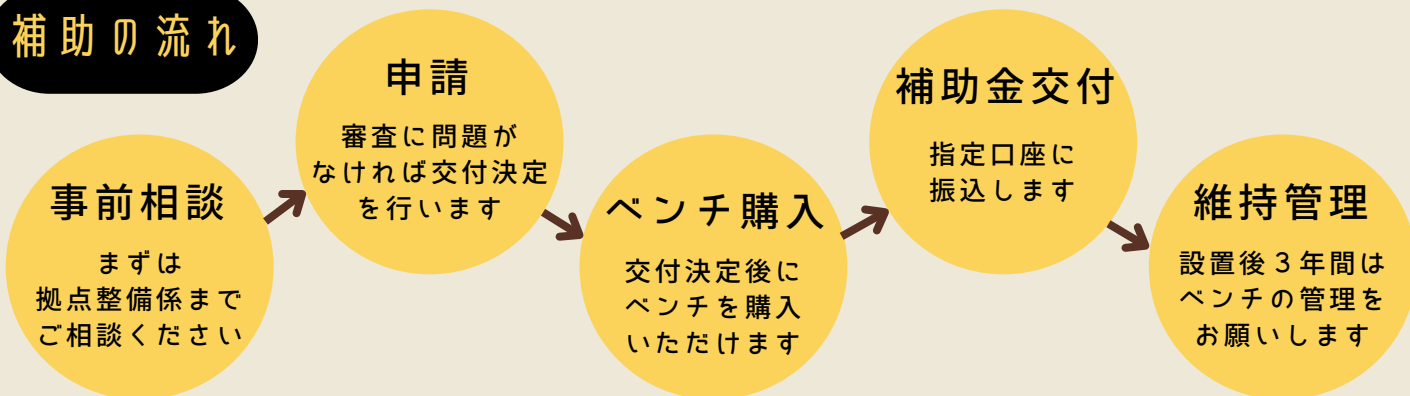 補助の流れ
事前相談
まずは
拠点整備係まで
ご相談ください
申請
審査に問題が
なければ交付決定
を行います
ベンチ購入
交付決定後に
ベンチを購入
いただけます
補助金交付
指定口座に
振込します
維持管理
設置後３年間は
ベンチの管理を
お願いします